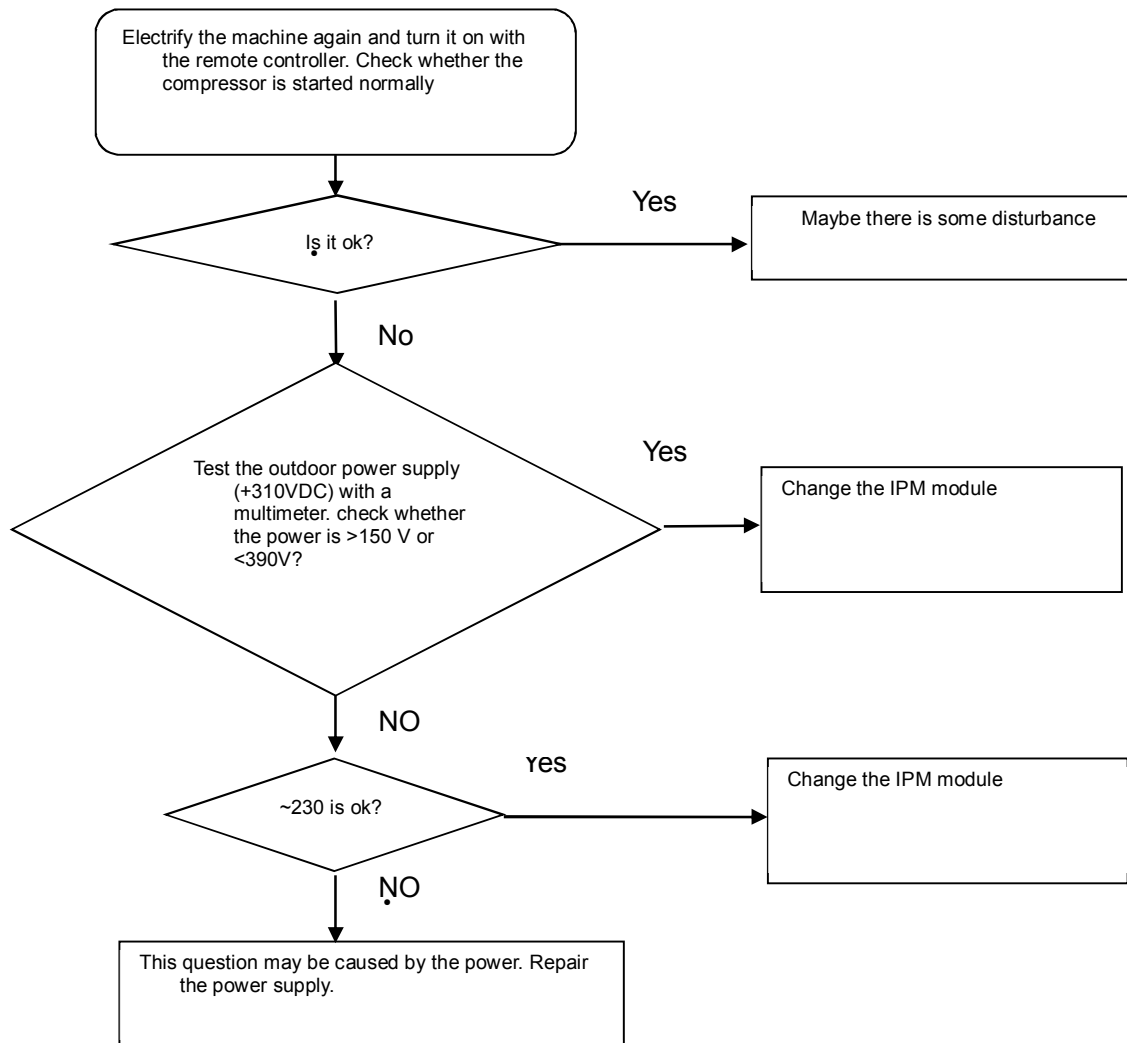 Electrify the machine again and turn it on with
the remote controller. Check whether the
compressor is started normally
Yes
Is it ok?
Maybe there is some disturbance
No
Yes
Test the outdoor power supply
(+310VDC) with a
multimeter. check whether
the power is >150 V or
<390V?
Change the IPM module
NO
Yes
~230 is ok?
Change the IPM module
NO
This question may be caused by the power. Repair
the power supply.